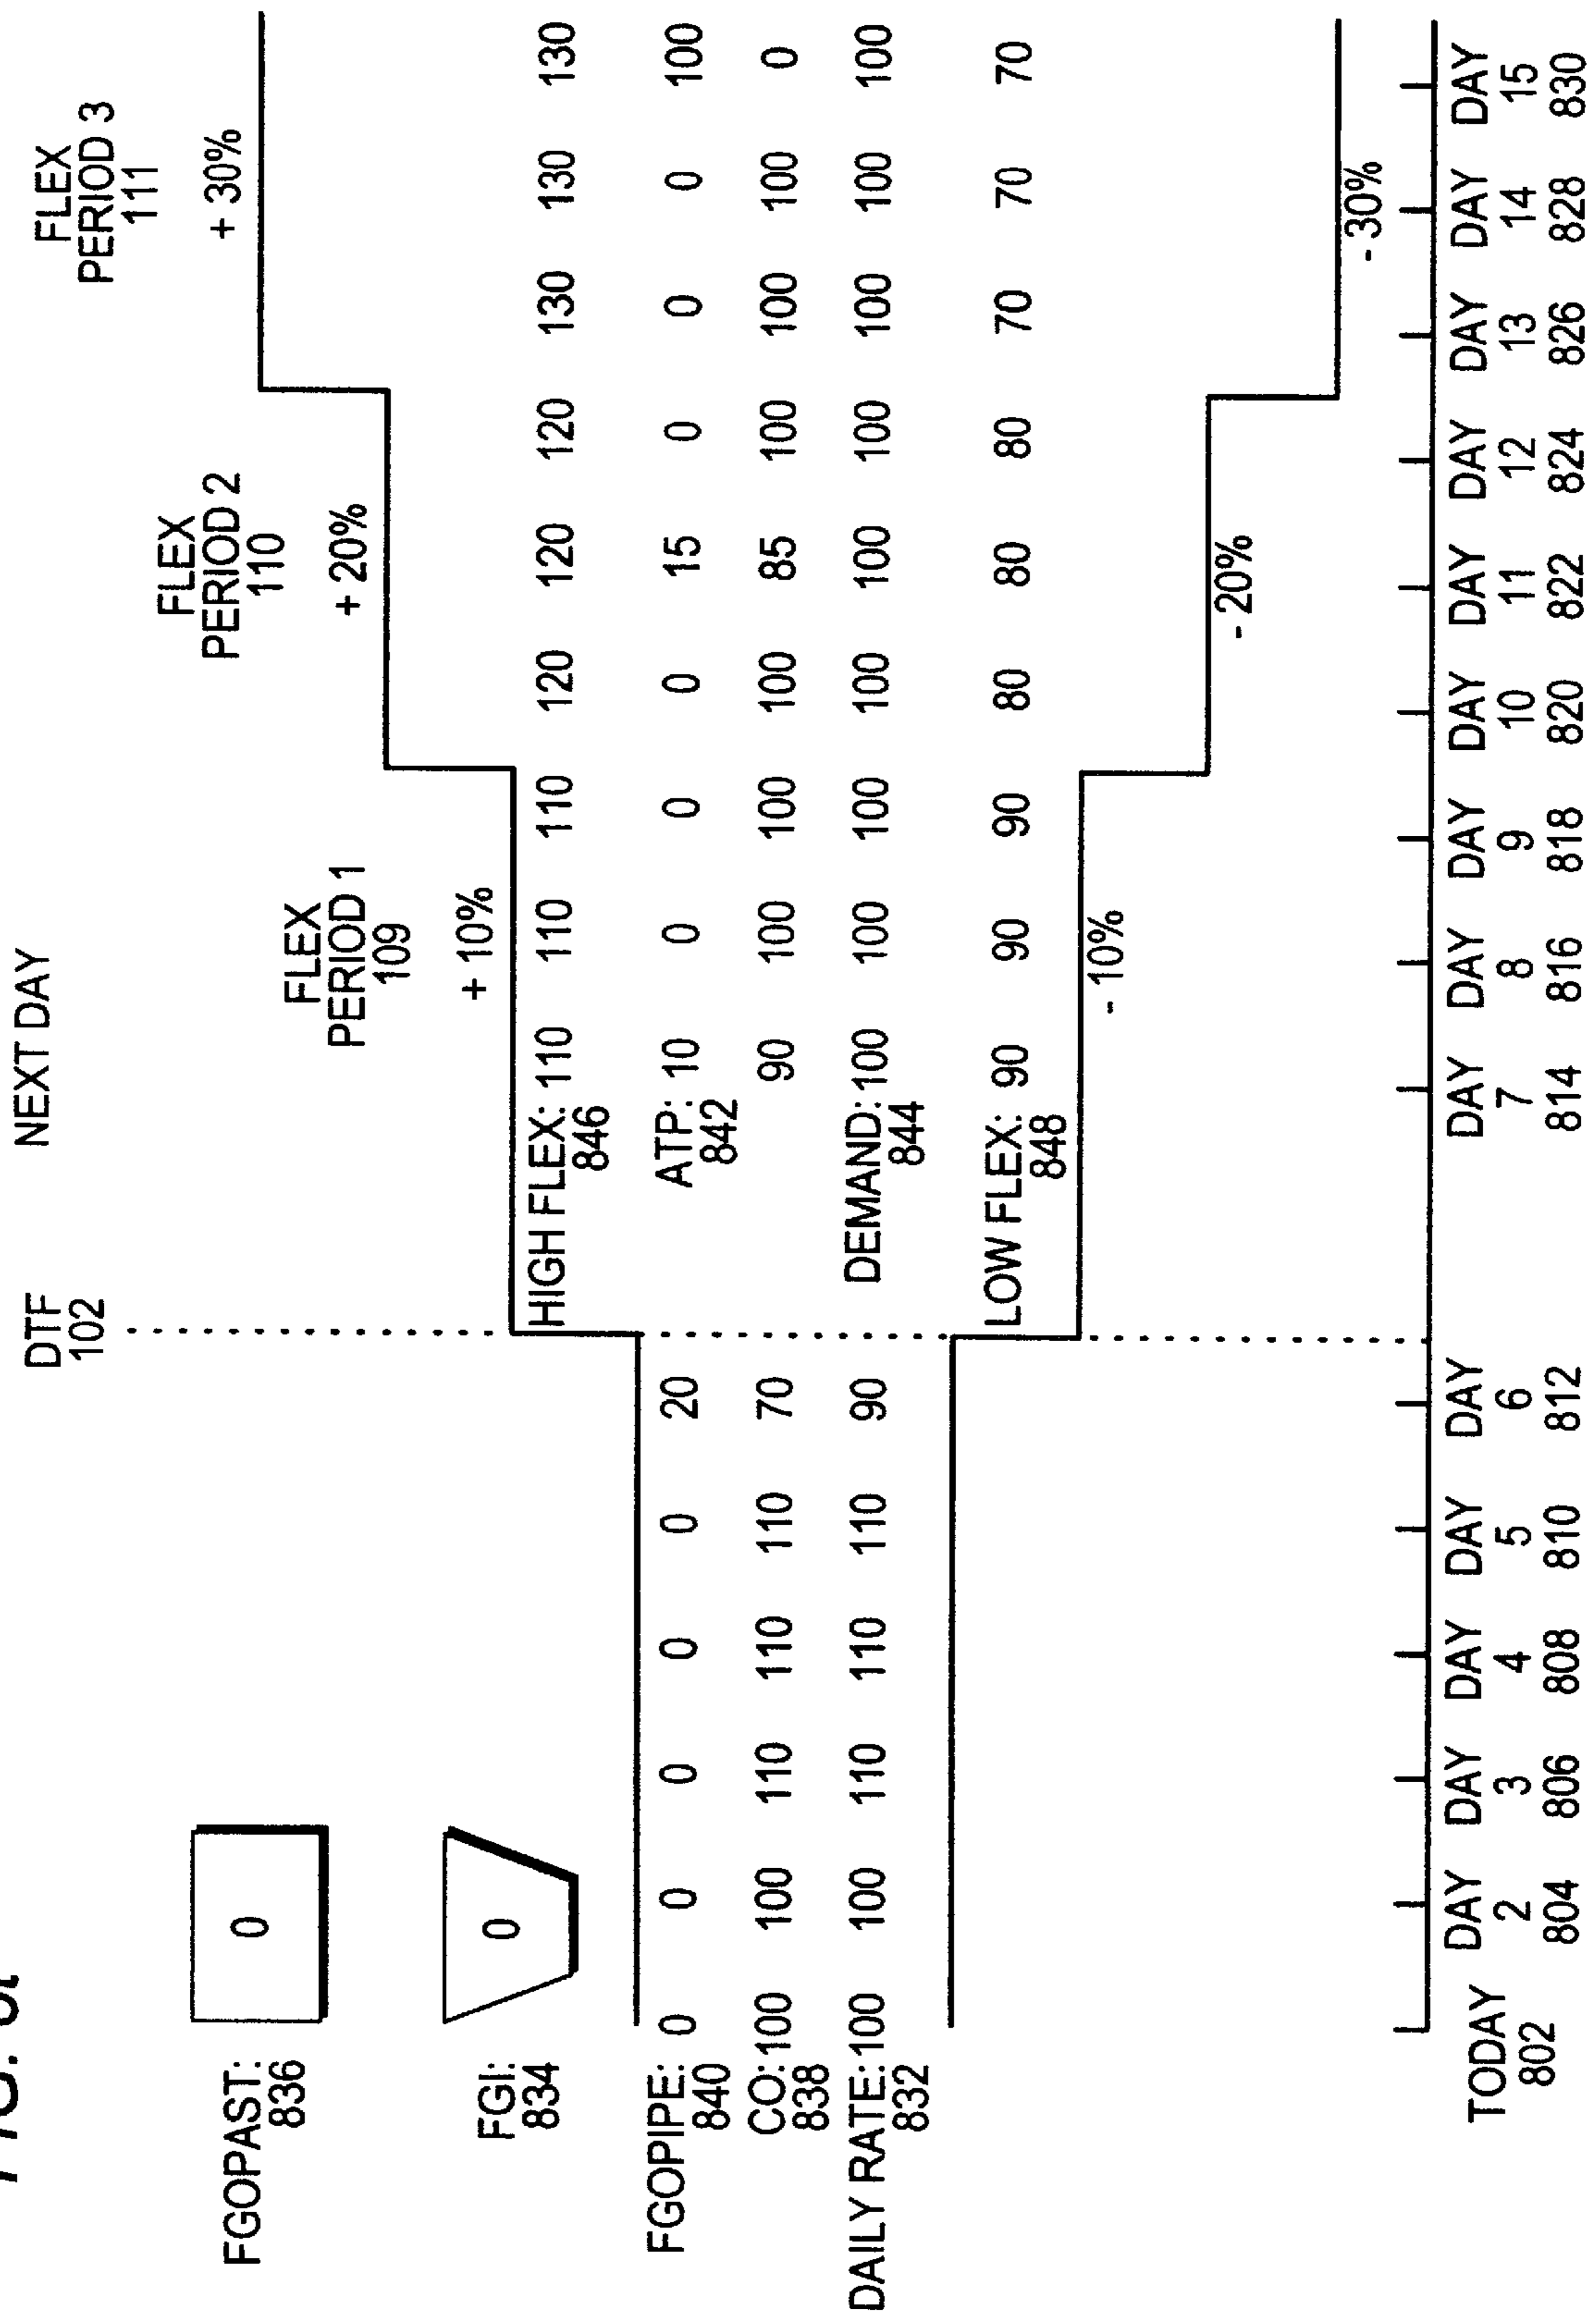 NEXT DAY
DTF
102
FLEX
PERIOD 1
109
FLEX
PERIOD 2
110
FLEX
PERIOD 3
111
+ 10%
+ 20%
+ 30%
FGOPAST:
836
0
FGI:
834
0
HIGH FLEX: 110 110 110 120 120 120 130 130 130
846
FGOPIPE: 0 0 0 0 0 20
840
ATP: 10 0 0 0 15 0 0 0 100
842
CO: 100 100 110 110 110 70 90 100 100 100 85 100 100 100 0
838
DAILY RATE: 100 100 110 110 110 90
832
DEMAND: 100 100 100 100 100 100 100 100 100
844
LOW FLEX: 90 90 90 80 80 80 70 70 70
848
- 10%
- 20%
- 30%
TODAY
802
DAY
2
804
DAY
3
806
DAY
4
808
DAY
5
810
DAY
6
812
DAY
7
814
DAY
8
816
DAY
9
818
DAY
10
820
DAY
11
822
DAY
12
824
DAY
13
826
DAY
14
828
DAY
15
830